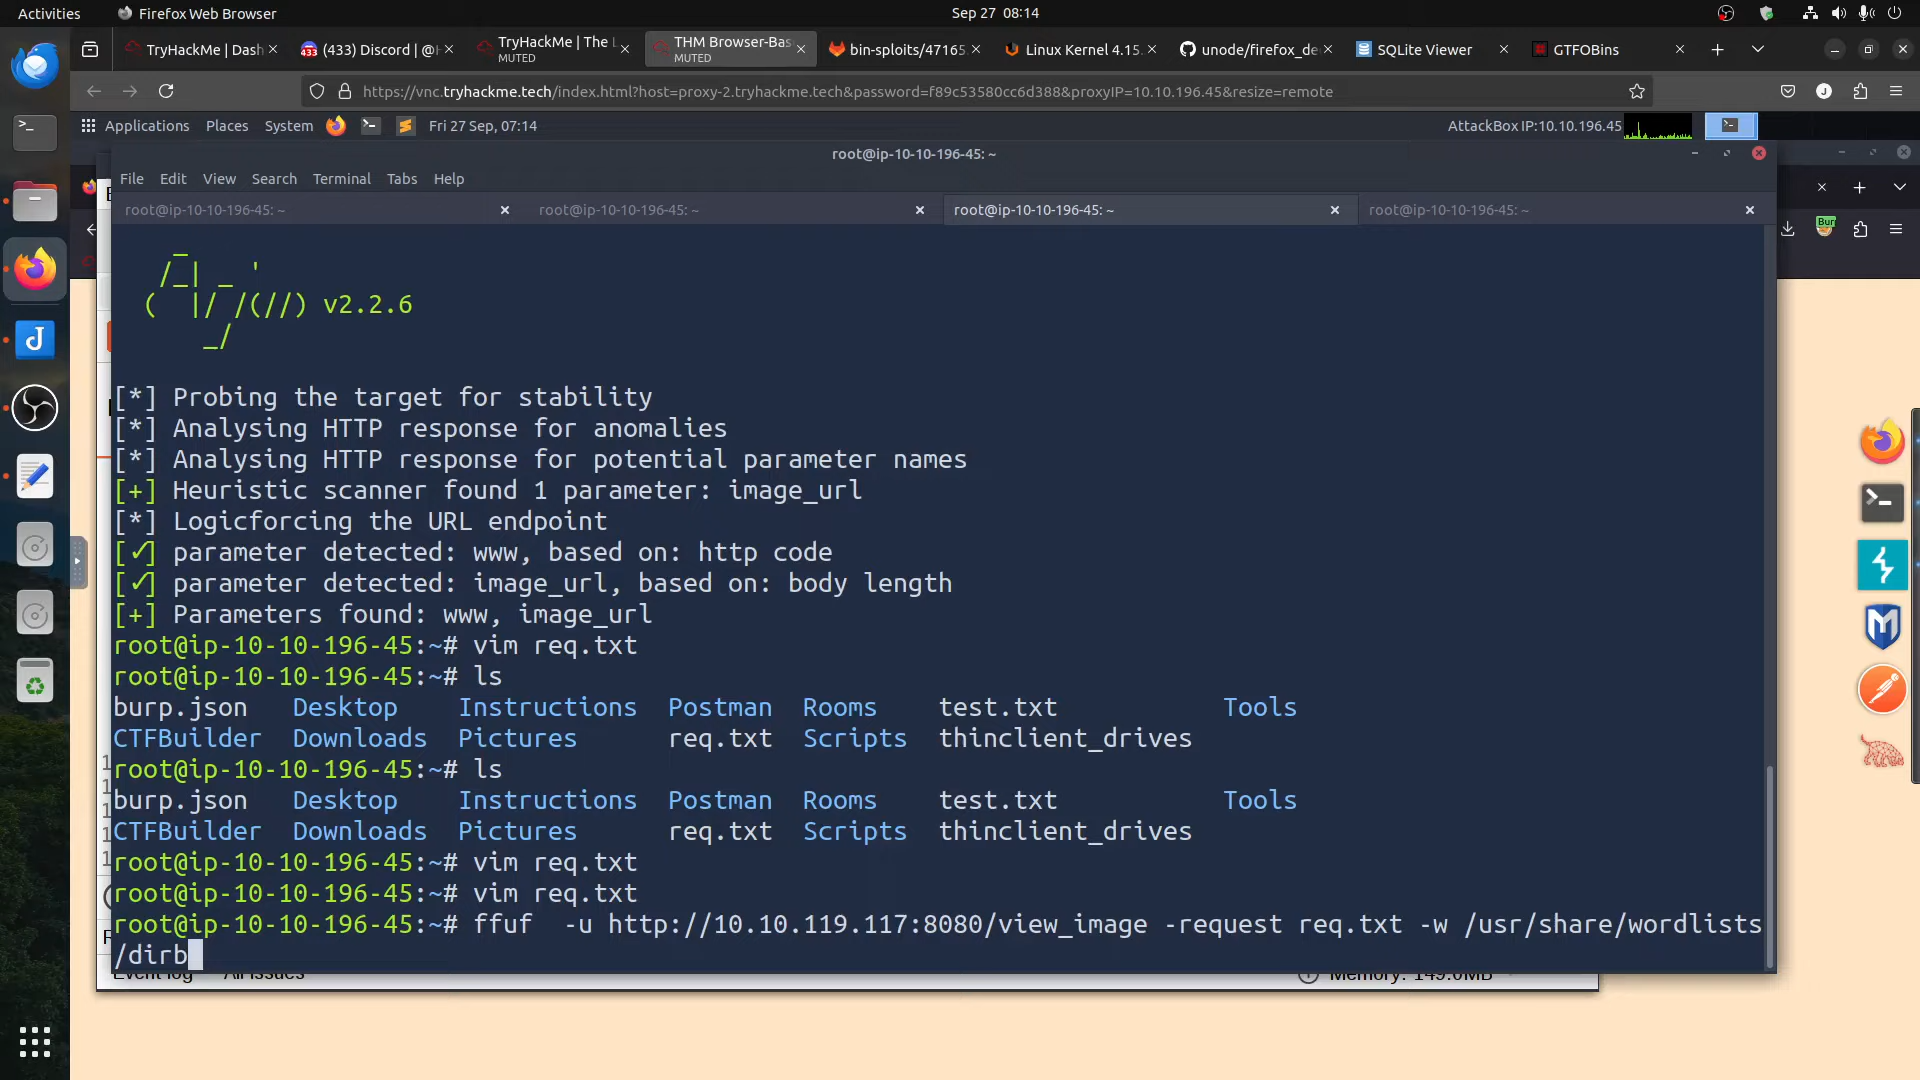 Activities
Firefox Web Browser
Sep 27 08:14
TryHackMe | Dash
(433) Discord | @H
TryHackMe | The L
MUTED
THM Browser-Bas
MUTED
bin-sploits/47165
Linux Kernel 4.15.
unode/firefox_de
SQLite Viewer
GTFOBins
https://vnc.tryhackme.tech/index.html?host=proxy-2.tryhackme.tech&password=f89c53580cc6d388&proxyIP=10.10.196.45&resize=remote
Applications Places System Fri 27 Sep, 07:14 AttackBox IP:10.10.196.45
root@ip-10-10-196-45: ~
File Edit View Search Terminal Tabs Help
root@ip-10-10-196-45: ~ root@ip-10-10-196-45: ~ root@ip-10-10-196-45: ~ root@ip-10-10-196-45: ~
Bur
v2.2.6
[*] Probing the target for stability
[*] Analysing HTTP response for anomalies
[*] Analysing HTTP response for potential parameter names
[+] Heuristic scanner found 1 parameter: image_url
[*] Logicforcing the URL endpoint
[✓] parameter detected: www, based on: http code
[✓] parameter detected: image_url, based on: body length
[+] Parameters found: www, image_url
root@ip-10-10-196-45:~# vim req.txt
root@ip-10-10-196-45:~# ls
burp.json Desktop Instructions Postman Rooms test.txt Tools
CTFBuilder Downloads Pictures req.txt Scripts thinclient_drives
root@ip-10-10-196-45:~# ls
burp.json Desktop Instructions Postman Rooms test.txt Tools
CTFBuilder Downloads Pictures req.txt Scripts thinclient_drives
root@ip-10-10-196-45:~# vim req.txt
root@ip-10-10-196-45:~# vim req.txt
root@ip-10-10-196-45:~# ffuf  -u http://10.10.119.117:8080/view_image -request req.txt -w /usr/share/wordlists
/dirb
Event log All issues Memory: 149.0MB